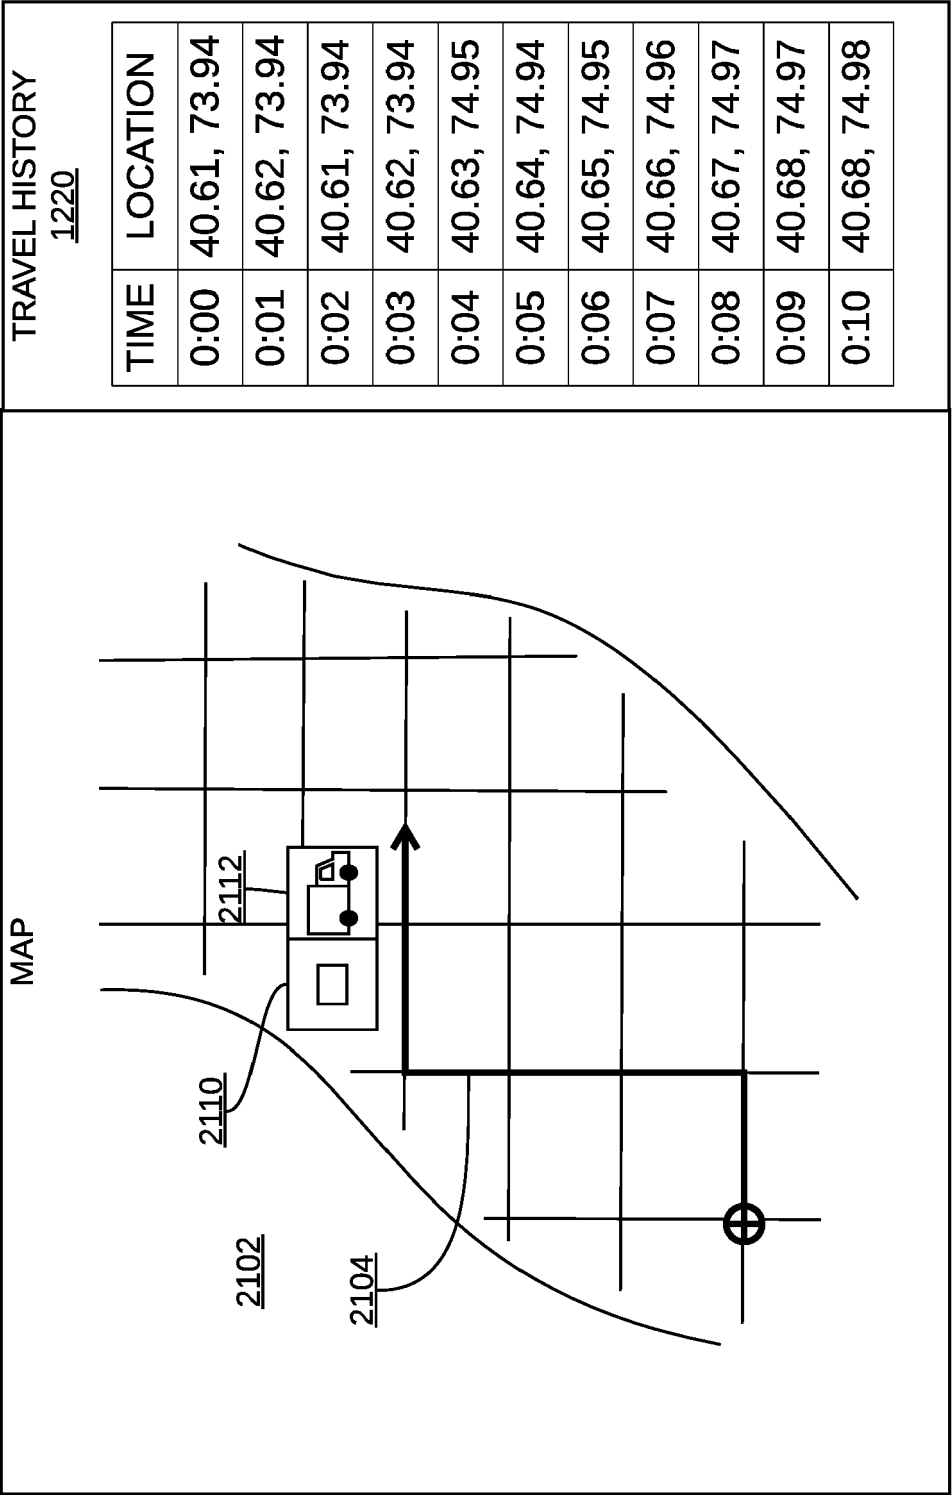 MAP
2102
2104
2110
2112
TRAVEL HISTORY
1220
TIME LOCATION
0:00 40.61, 73.94
0:01 40.62, 73.94
0:02 40.61, 73.94
0:03 40.62, 73.94
0:04 40.63, 74.95
0:05 40.64, 74.94
0:06 40.65, 74.95
0:07 40.66, 74.96
0:08 40.67, 74.97
0:09 40.68, 74.97
0:10 40.68, 74.98